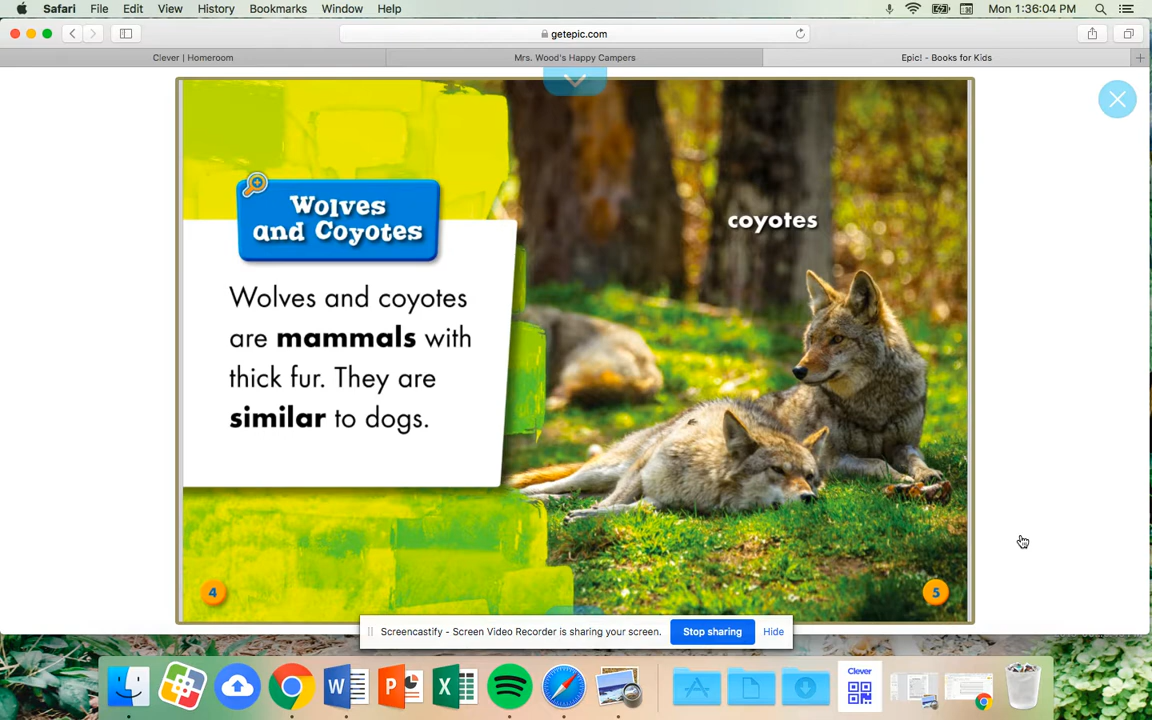 Safari File Edit View History Bookmarks Window Help Mon 1:36:04 PM
getepic.com
Clever | Homeroom Mrs. Wood's Happy Campers Epic! - Books for Kids
Wolves
and Coyotes
Wolves and coyotes
are mammals with
thick fur. They are
similar to dogs.
coyotes
4
5
Screencastify - Screen Video Recorder is sharing your screen. Stop sharing Hide
Clever
W P X